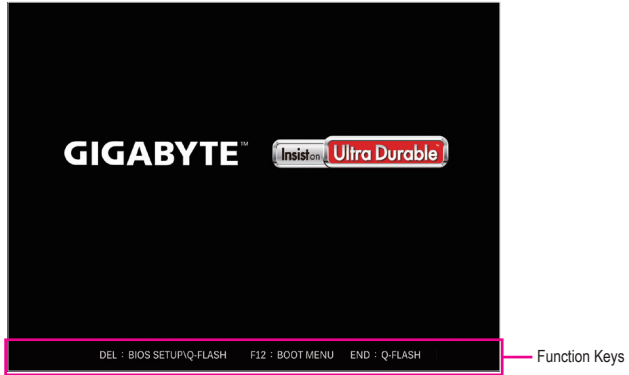 GIGABYTE™ Insist on Ultra Durable™
DEL : BIOS SETUP\Q-FLASH F12 : BOOT MENU END : Q-FLASH
Function Keys